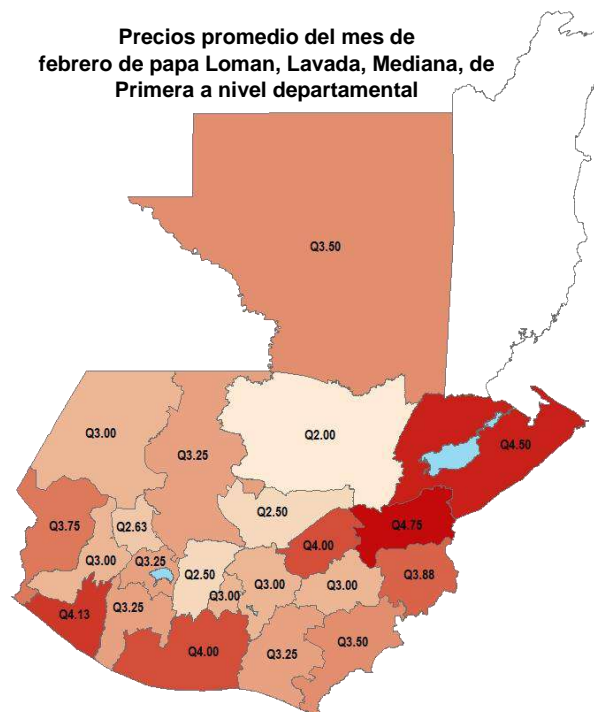 Precios promedio del mes de
febrero de papa Loman, Lavada, Mediana, de
Primera a nivel departamental
Q3.50
Q3.00
Q3.25
Q2.00
Q4.50
Q3.75
Q2.63
Q2.50
Q4.75
Q3.00
Q3.25
Q4.00
Q2.50
Q3.00
Q3.00
Q3.00
Q3.88
Q4.13
Q3.25
Q4.00
Q3.25
Q3.50